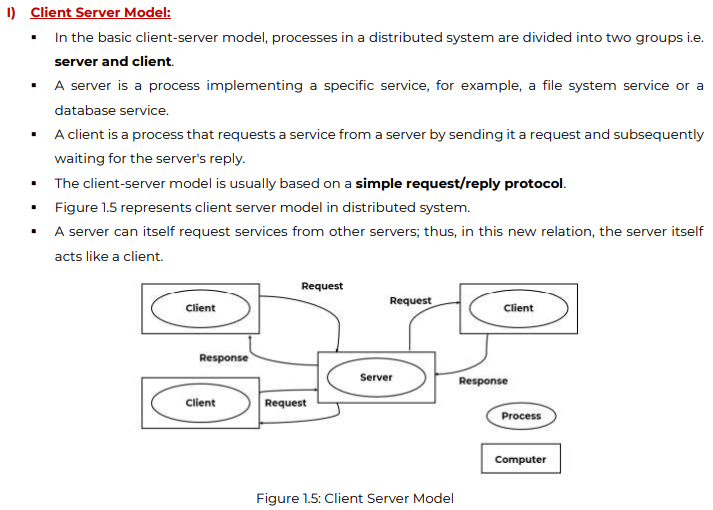 I) Client Server Model:
▪ In the basic client-server model, processes in a distributed system are divided into two groups i.e.
server and client.
▪ A server is a process implementing a specific service, for example, a file system service or a
database service.
▪ A client is a process that requests a service from a server by sending it a request and subsequently
waiting for the server's reply.
▪ The client-server model is usually based on a simple request/reply protocol.
▪ Figure 1.5 represents client server model in distributed system.
▪ A server can itself request services from other servers; thus, in this new relation, the server itself
acts like a client.
Request
Client
Request
Client
Response
Server
Response
Client
Request
Process
Computer
Figure 1.5: Client Server Model